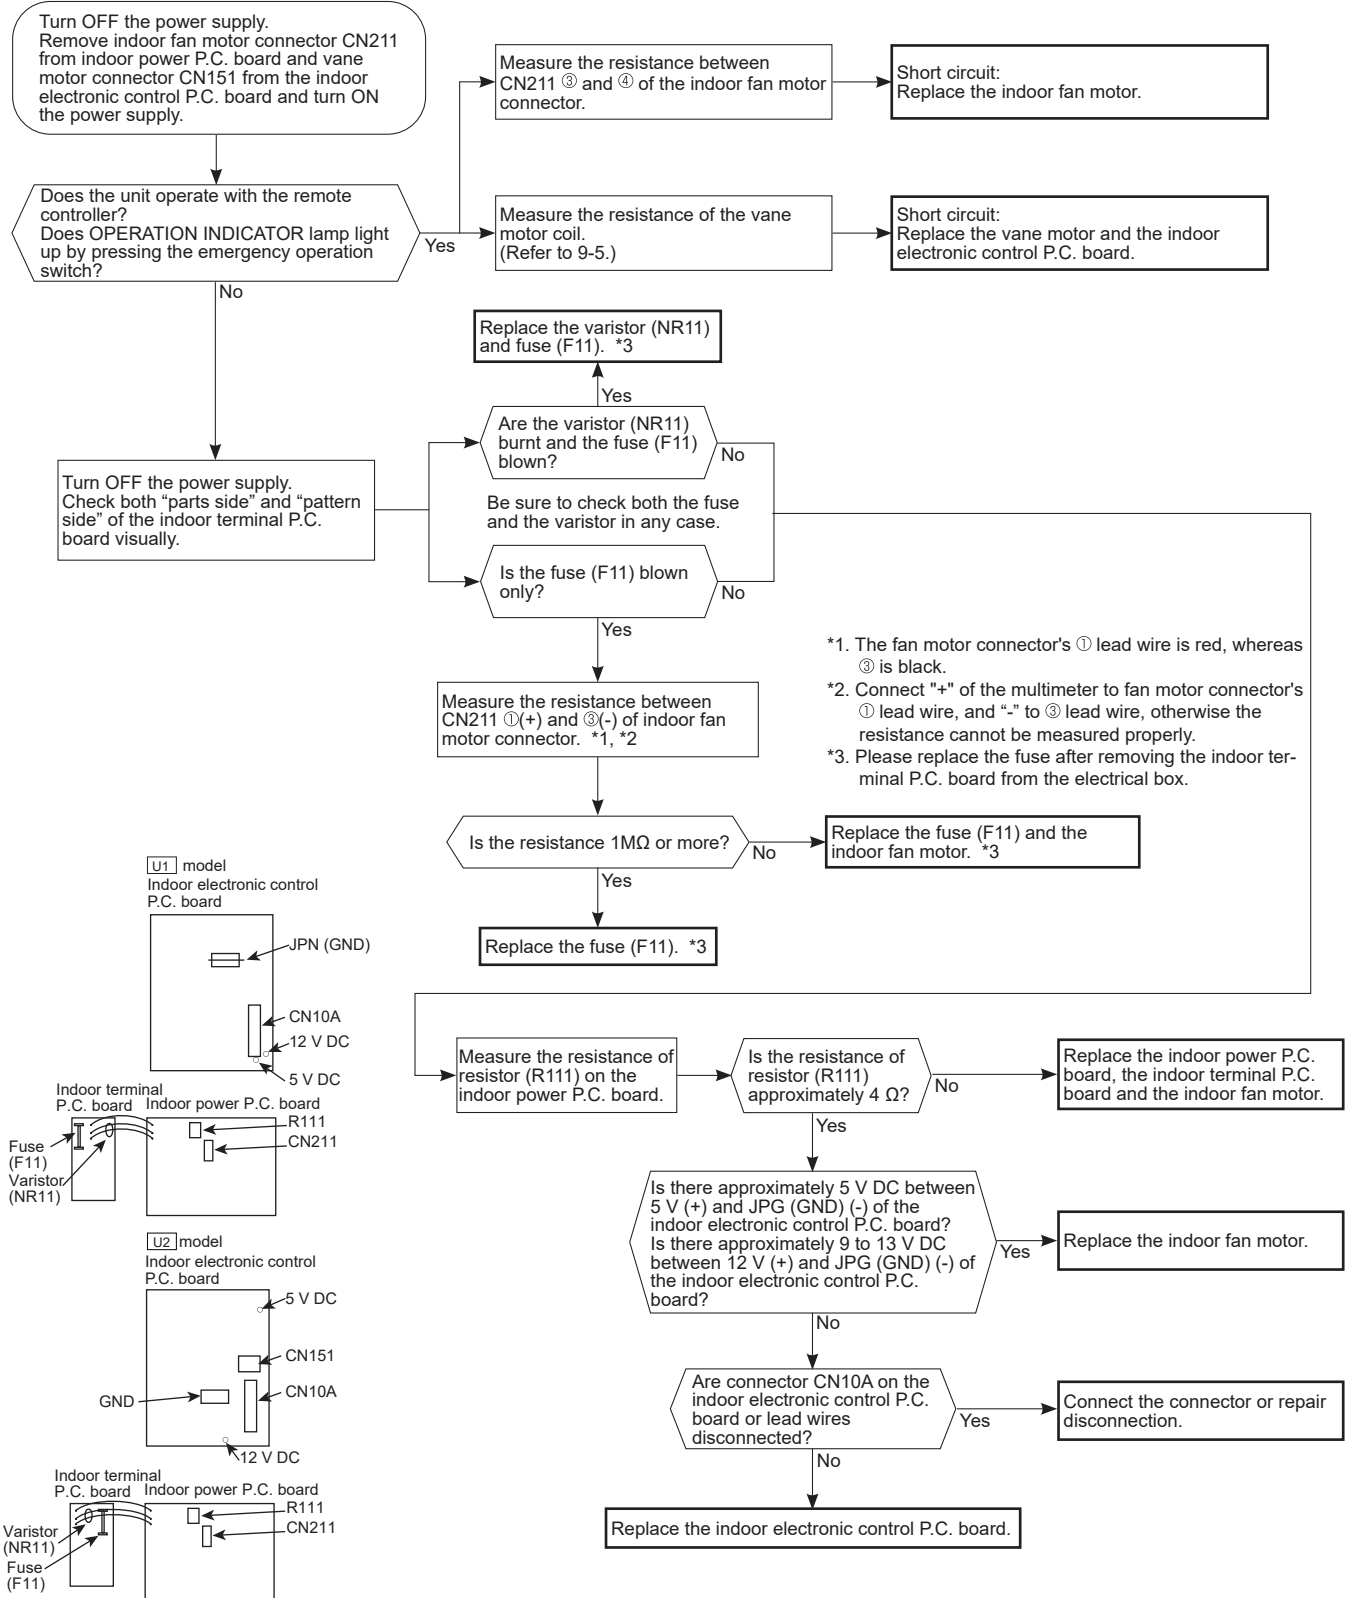 Turn OFF the power supply.
Remove indoor fan motor connector CN211
from indoor power P.C. board and vane
motor connector CN151 from the indoor
electronic control P.C. board and turn ON
the power supply.
Measure the resistance between
CN211 ③ and ④ of the indoor fan motor
connector.
Short circuit:
Replace the indoor fan motor.
Does the unit operate with the remote
controller?
Does OPERATION INDICATOR lamp light
up by pressing the emergency operation
switch?
Yes
Measure the resistance of the vane
motor coil.
(Refer to 9-5.)
Short circuit:
Replace the vane motor and the indoor
electronic control P.C. board.
No
Replace the varistor (NR11)
and fuse (F11). *3
Yes
Are the varistor (NR11)
burnt and the fuse (F11)
blown?
No
Turn OFF the power supply.
Check both “parts side” and “pattern
side” of the indoor terminal P.C.
board visually.
Be sure to check both the fuse
and the varistor in any case.
Is the fuse (F11) blown
only?
No
Yes
*1. The fan motor connector's ① lead wire is red, whereas
③ is black.
*2. Connect "+" of the multimeter to fan motor connector's
① lead wire, and “-” to ③ lead wire, otherwise the
resistance cannot be measured properly.
*3. Please replace the fuse after removing the indoor ter-
minal P.C. board from the electrical box.
Measure the resistance between
CN211 ①(+) and ③(-) of indoor fan
motor connector. *1, *2
Is the resistance 1MΩ or more?
No
Replace the fuse (F11) and the
indoor fan motor. *3
Yes
Replace the fuse (F11). *3
U1 model
Indoor electronic control
P.C. board
JPN (GND)
CN10A
12 V DC
5 V DC
Indoor terminal
P.C. board
Indoor power P.C. board
R111
CN211
Fuse
(F11)
Varistor
(NR11)
Measure the resistance of
resistor (R111) on the
indoor power P.C. board.
Is the resistance of
resistor (R111)
approximately 4 Ω?
No
Replace the indoor power P.C.
board, the indoor terminal P.C.
board and the indoor fan motor.
Yes
Is there approximately 5 V DC between
5 V (+) and JPG (GND) (-) of the
indoor electronic control P.C. board?
Is there approximately 9 to 13 V DC
between 12 V (+) and JPG (GND) (-) of
the indoor electronic control P.C.
board?
Yes
Replace the indoor fan motor.
No
Are connector CN10A on the
indoor electronic control P.C.
board or lead wires
disconnected?
Yes
Connect the connector or repair
disconnection.
No
Replace the indoor electronic control P.C. board.
U2 model
Indoor electronic control
P.C. board
5 V DC
CN151
CN10A
GND
12 V DC
Indoor terminal
P.C. board
Indoor power P.C. board
R111
CN211
Varistor
(NR11)
Fuse
(F11)